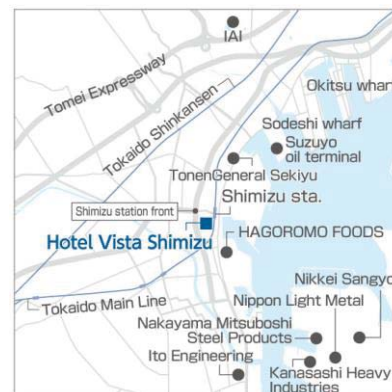 IAI
Tomei Expressway
Tokaido Shinkansen
Okitsu wharf
Sodeshi wharf
Suzuyo
oil terminal
TonenGeneral Sekiyu
Shimizu sta.
Shimizu station front
Hotel Vista Shimizu
HAGOROMO FOODS
Nikkei Sangyo
Tokaido Main Line
Nippon Light Metal
Nakayama Mitsuboshi
Steel Products
Ito Engineering
Kanasashi Heavy
Industries